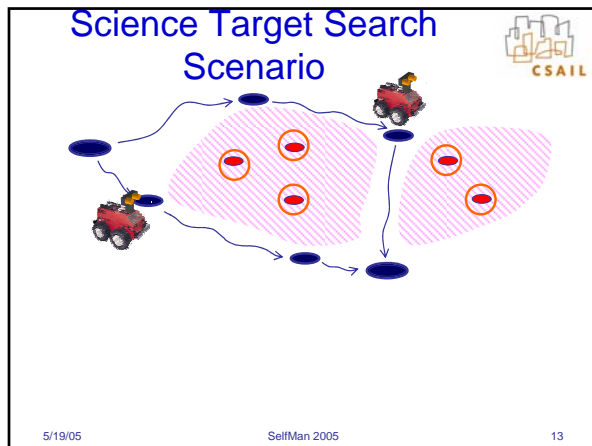 Science Target Search
Scenario
CSAIL
5/19/05
SelfMan 2005
13